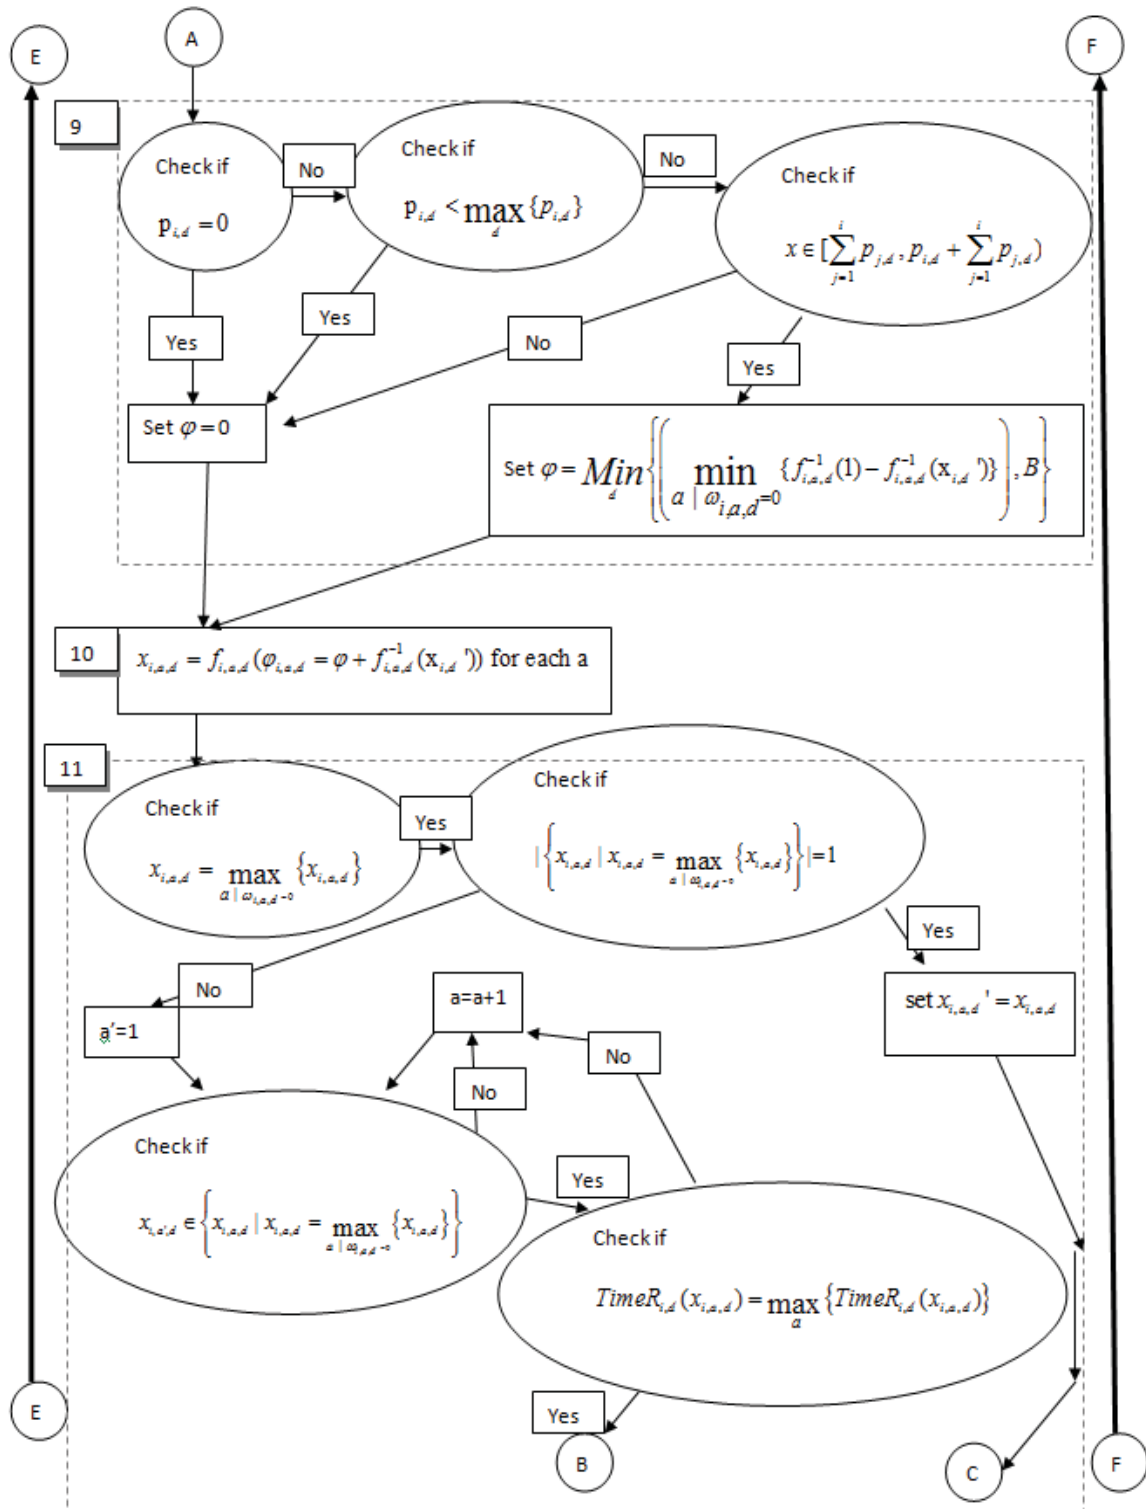 E
A
F
9
Check if
p_{i,d} = 0
No
Check if
p_{i,d} < max_d {p_{i,d}}
No
Check if
x ∈ [∑_{j=1}^{i} p_{j,d}, p_{i,d} + ∑_{j=1}^{i} p_{j,d})
Yes
Yes
No
Yes
Set φ = 0
Set φ = Min_d {( min_{a | ω_{i,a,d}=0} {f_{i,a,d}^{-1}(1) − f_{i,a,d}^{-1}(x_{i,d} ')} ), B}
10
x_{i,a,d} = f_{i,a,d}(φ_{i,a,d} = φ + f_{i,a,d}^{-1}(x_{i,d} ')) for each a
11
Check if
x_{i,a,d} = max_{a | ω_{i,a,d}=0} {x_{i,a,d}}
Yes
Check if
|{x_{i,a,d} | x_{i,a,d} = max_{a | ω_{i,a,d}=0} {x_{i,a,d}}}|=1
Yes
No
a'=1
a=a+1
set x_{i,a,d} ' = x_{i,a,d}
No
No
Check if
x_{i,a',d} ∈ {x_{i,a,d} | x_{i,a,d} = max_{a | ω_{i,a,d}=0} {x_{i,a,d}}}
Yes
Check if
TimeR_{i,d}(x_{i,a,d}) = max_a {TimeR_{i,d}(x_{i,a,d})}
Yes
E
B
C
F